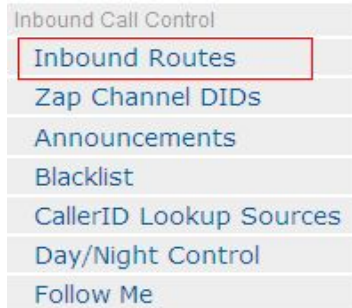 Inbound Call Control
Inbound Routes
Zap Channel DIDs
Announcements
Blacklist
CallerID Lookup Sources
Day/Night Control
Follow Me